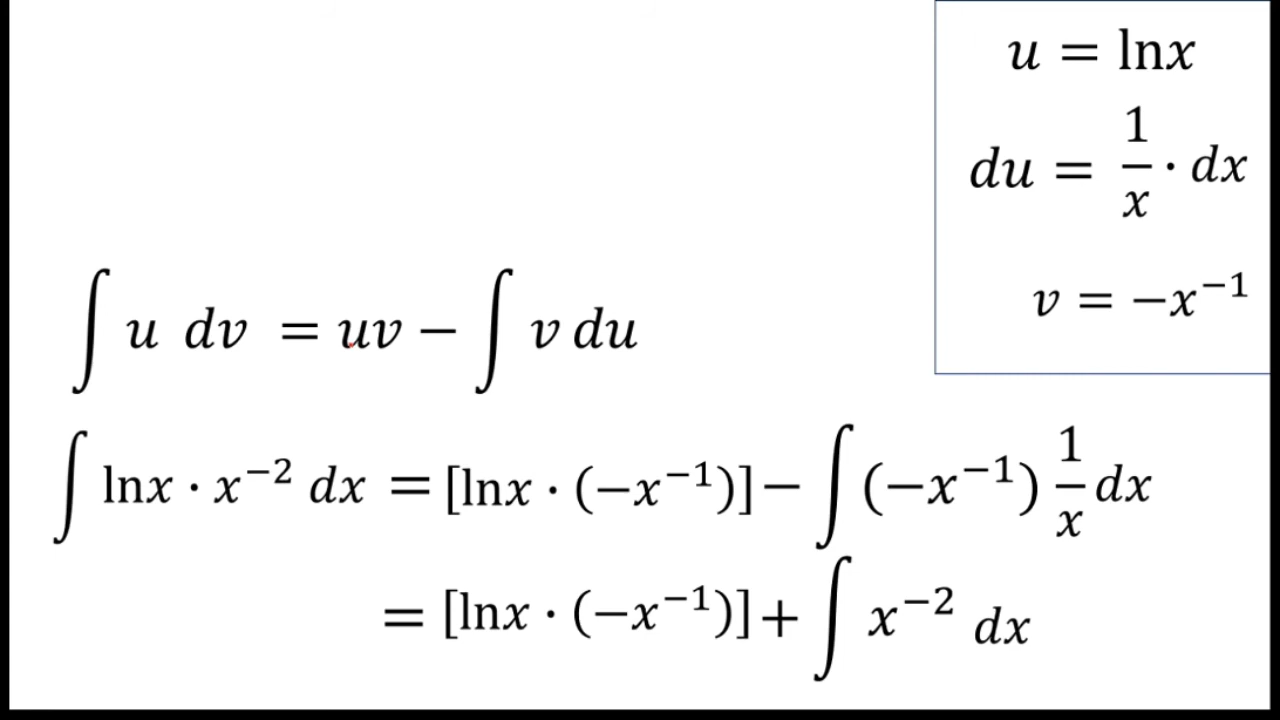 u = lnx
du = 1/x · dx
v = −x⁻¹
∫ u dv = uv − ∫ v du
∫ lnx · x⁻² dx = [lnx · (−x⁻¹)] − ∫ (−x⁻¹) 1/x dx
= [lnx · (−x⁻¹)] + ∫ x⁻² dx